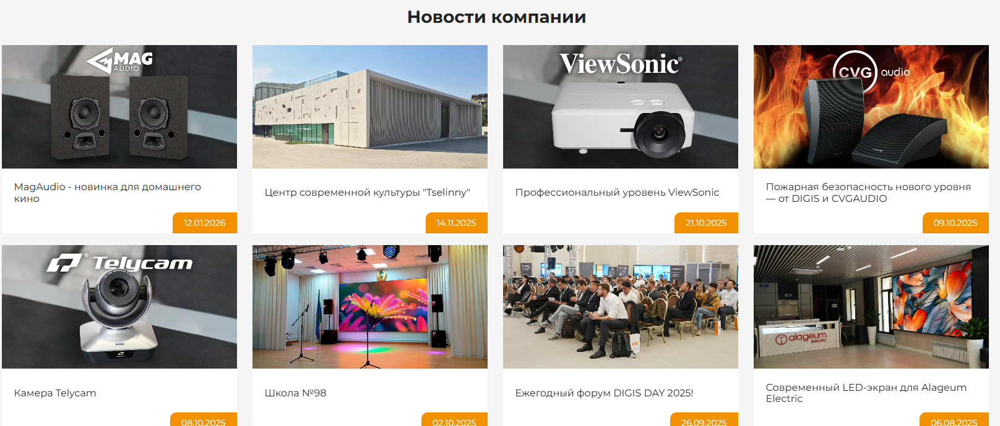 Новости компании
MAG
AUDIO
ViewSonic®
CVG audio
MagAudio - новинка для домашнего
кино
12.01.2026
Центр современной культуры "Tselinny"
14.11.2025
Профессиональный уровень ViewSonic
21.10.2025
Пожарная безопасность нового уровня
— от DIGIS и CVGAUDIO
09.10.2025
Telycam
alageum
electric
Камера Telycam
08.10.2025
Школа №98
02.10.2025
Ежегодный форум DIGIS DAY 2025!
26.09.2025
Современный LED-экран для Alageum
Electric
06.08.2025